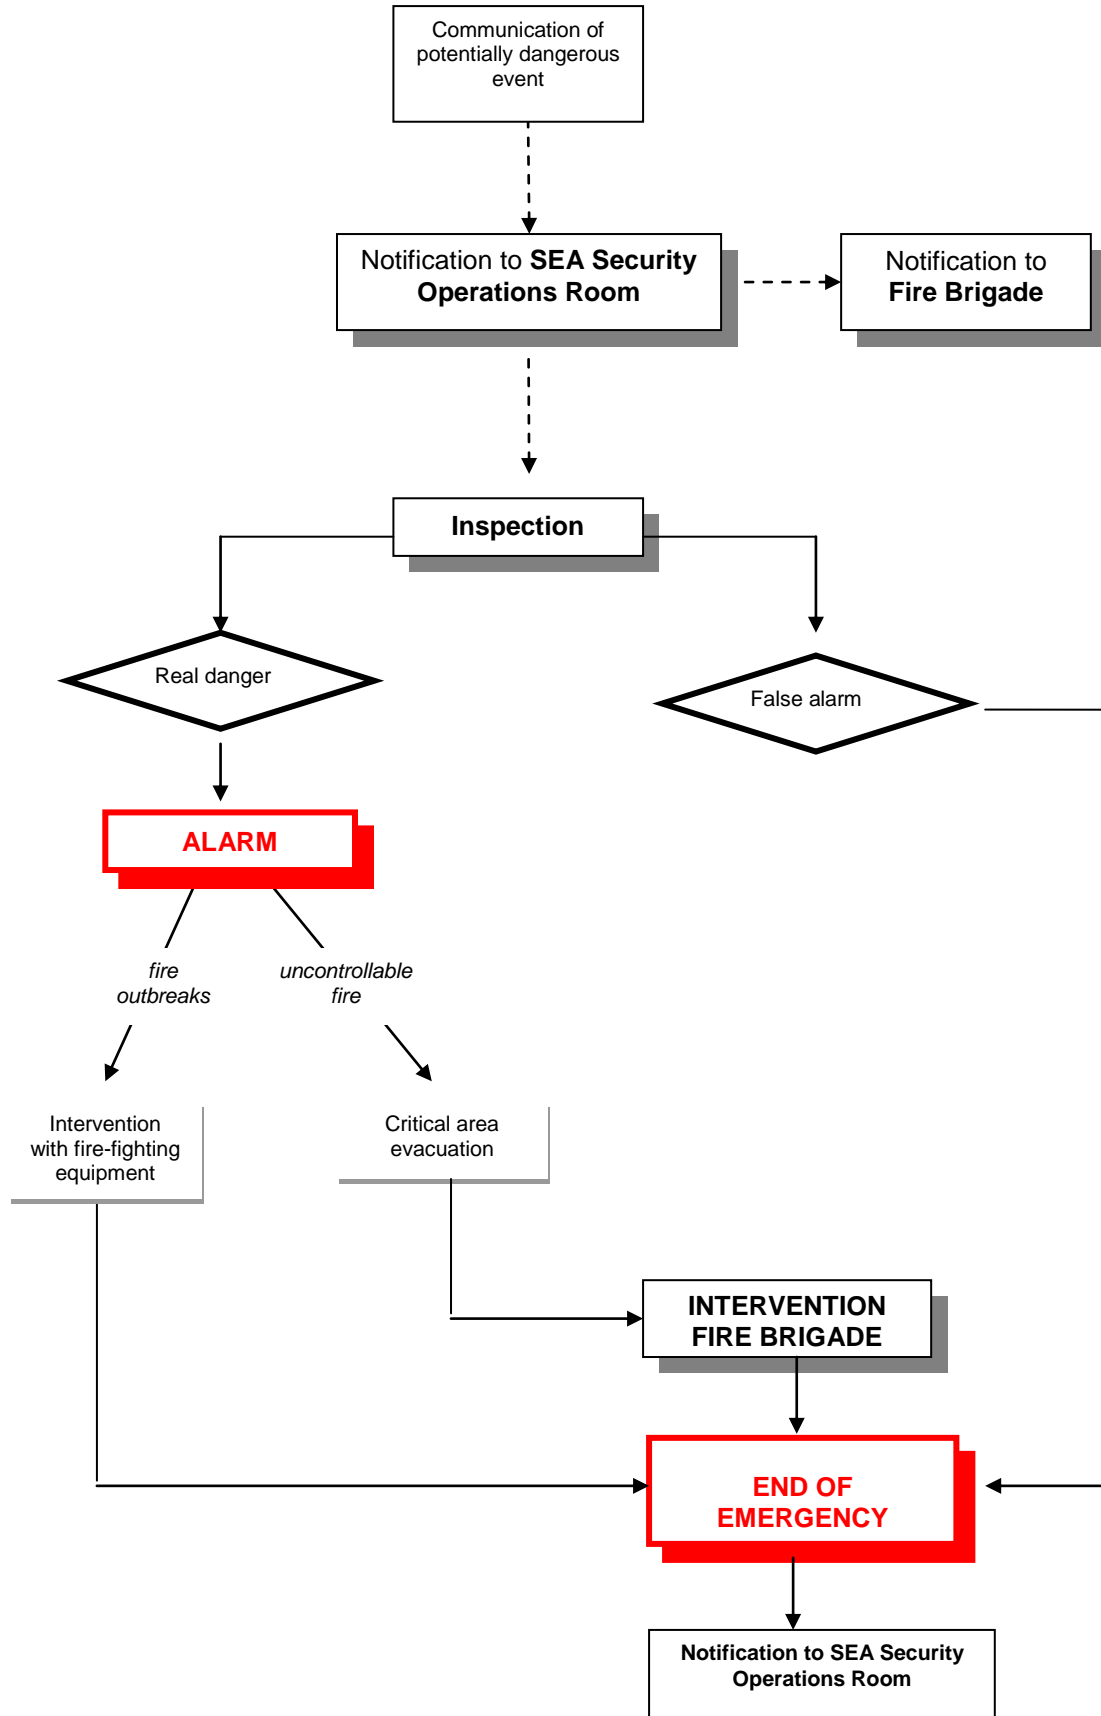 Communication of
potentially dangerous
event
Notification to SEA Security
Operations Room
Notification to
Fire Brigade
Inspection
Real danger
False alarm
ALARM
fire
outbreaks
uncontrollable
fire
Intervention
with fire-fighting
equipment
Critical area
evacuation
INTERVENTION
FIRE BRIGADE
END OF
EMERGENCY
Notification to SEA Security
Operations Room